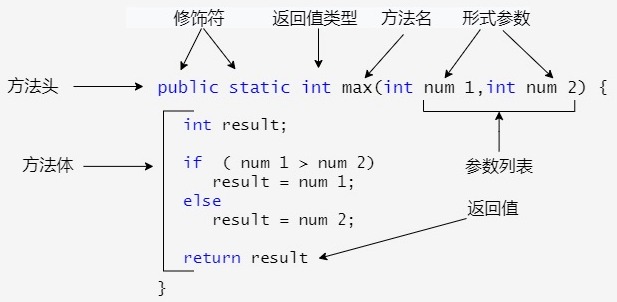 修饰符 返回值类型 方法名 形式参数
方法头 public static int max(int num 1,int num 2) {
int result;
方法体 if ( num 1 > num 2) 参数列表
result = num 1;
else
result = num 2; 返回值
return result
}